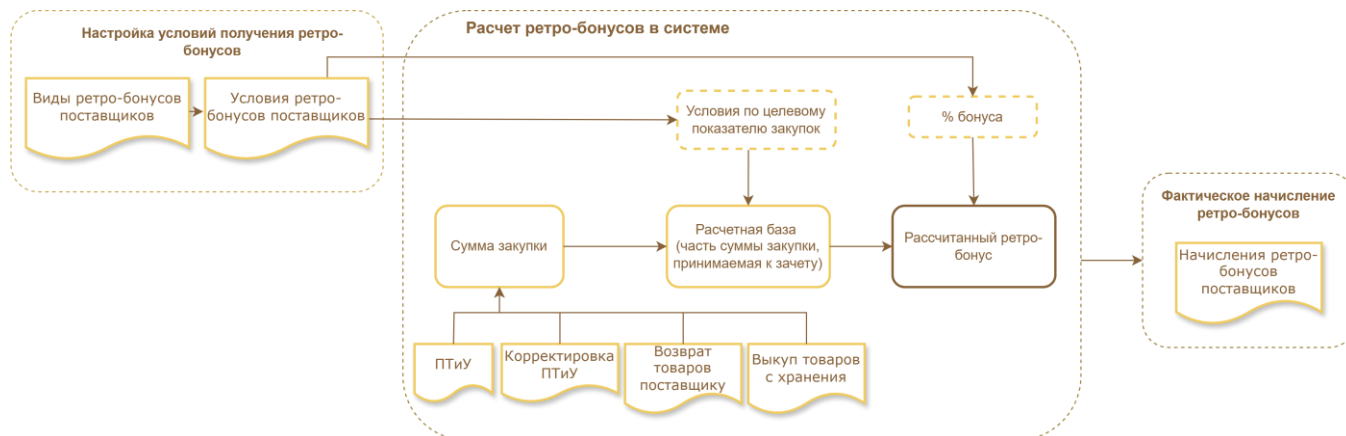 Настройка условий получения ретро-
бонусов
Виды ретро-бонусов
поставщиков
Условия ретро-
бонусов поставщиков
Расчет ретро-бонусов в системе
Условия по целевому
показателю закупок
% бонуса
Сумма закупки
Расчетная база
(часть суммы закупки,
принимаемая к зачету)
Рассчитанный ретро-
бонус
ПТиУ
Корректировка
ПТиУ
Возврат
товаров
поставщику
Выкуп товаров
с хранения
Фактическое начисление
ретро-бонусов
Начисления ретро-
бонусов
поставщиков